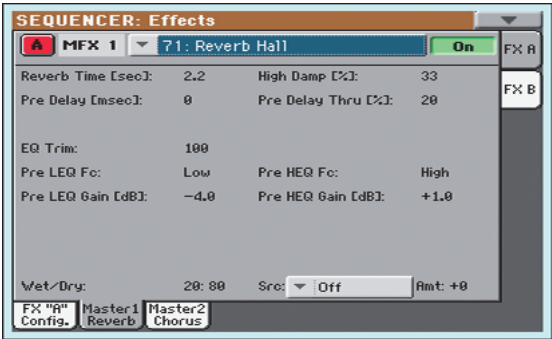 SEQUENCER: Effects
A MFX 1 71: Reverb Hall On
FX A
FX B
Reverb Time [sec]: 2.2 High Damp [%]: 33
Pre Delay [msec]: 0 Pre Delay Thru [%]: 20
EQ Trim: 100
Pre LEQ Fc: Low Pre HEQ Fc: High
Pre LEQ Gain [dB]: -4.0 Pre HEQ Gain [dB]: +1.0
Wet/Dry: 20:80 Src: Off Amt: +0
FX "A" Config. Master1 Reverb Master2 Chorus